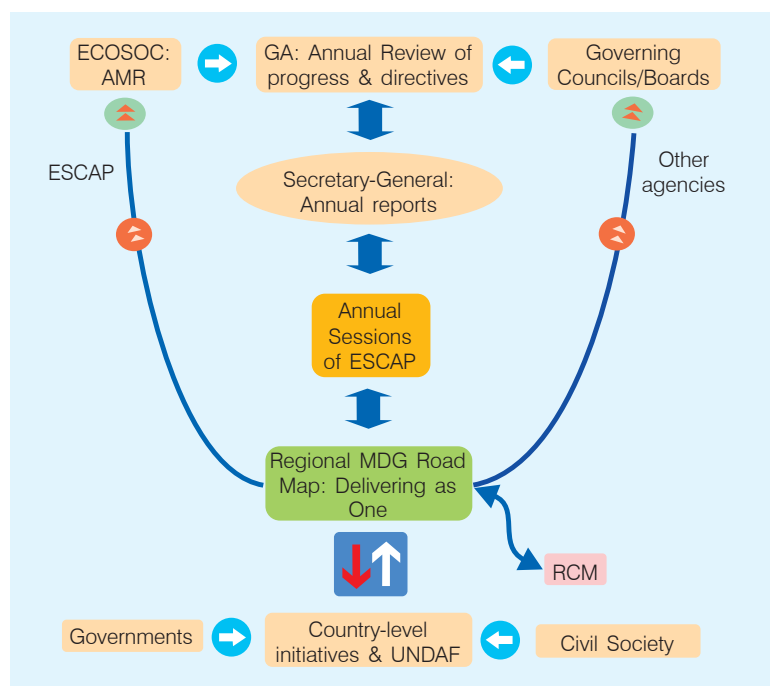 ECOSOC:
AMR
GA: Annual Review of
progress & directives
Governing
Councils/Boards
ESCAP
Other
agencies
Secretary-General:
Annual reports
Annual
Sessions
of ESCAP
Regional MDG Road
Map: Delivering as
One
RCM
Governments
Country-level
initiatives & UNDAF
Civil Society